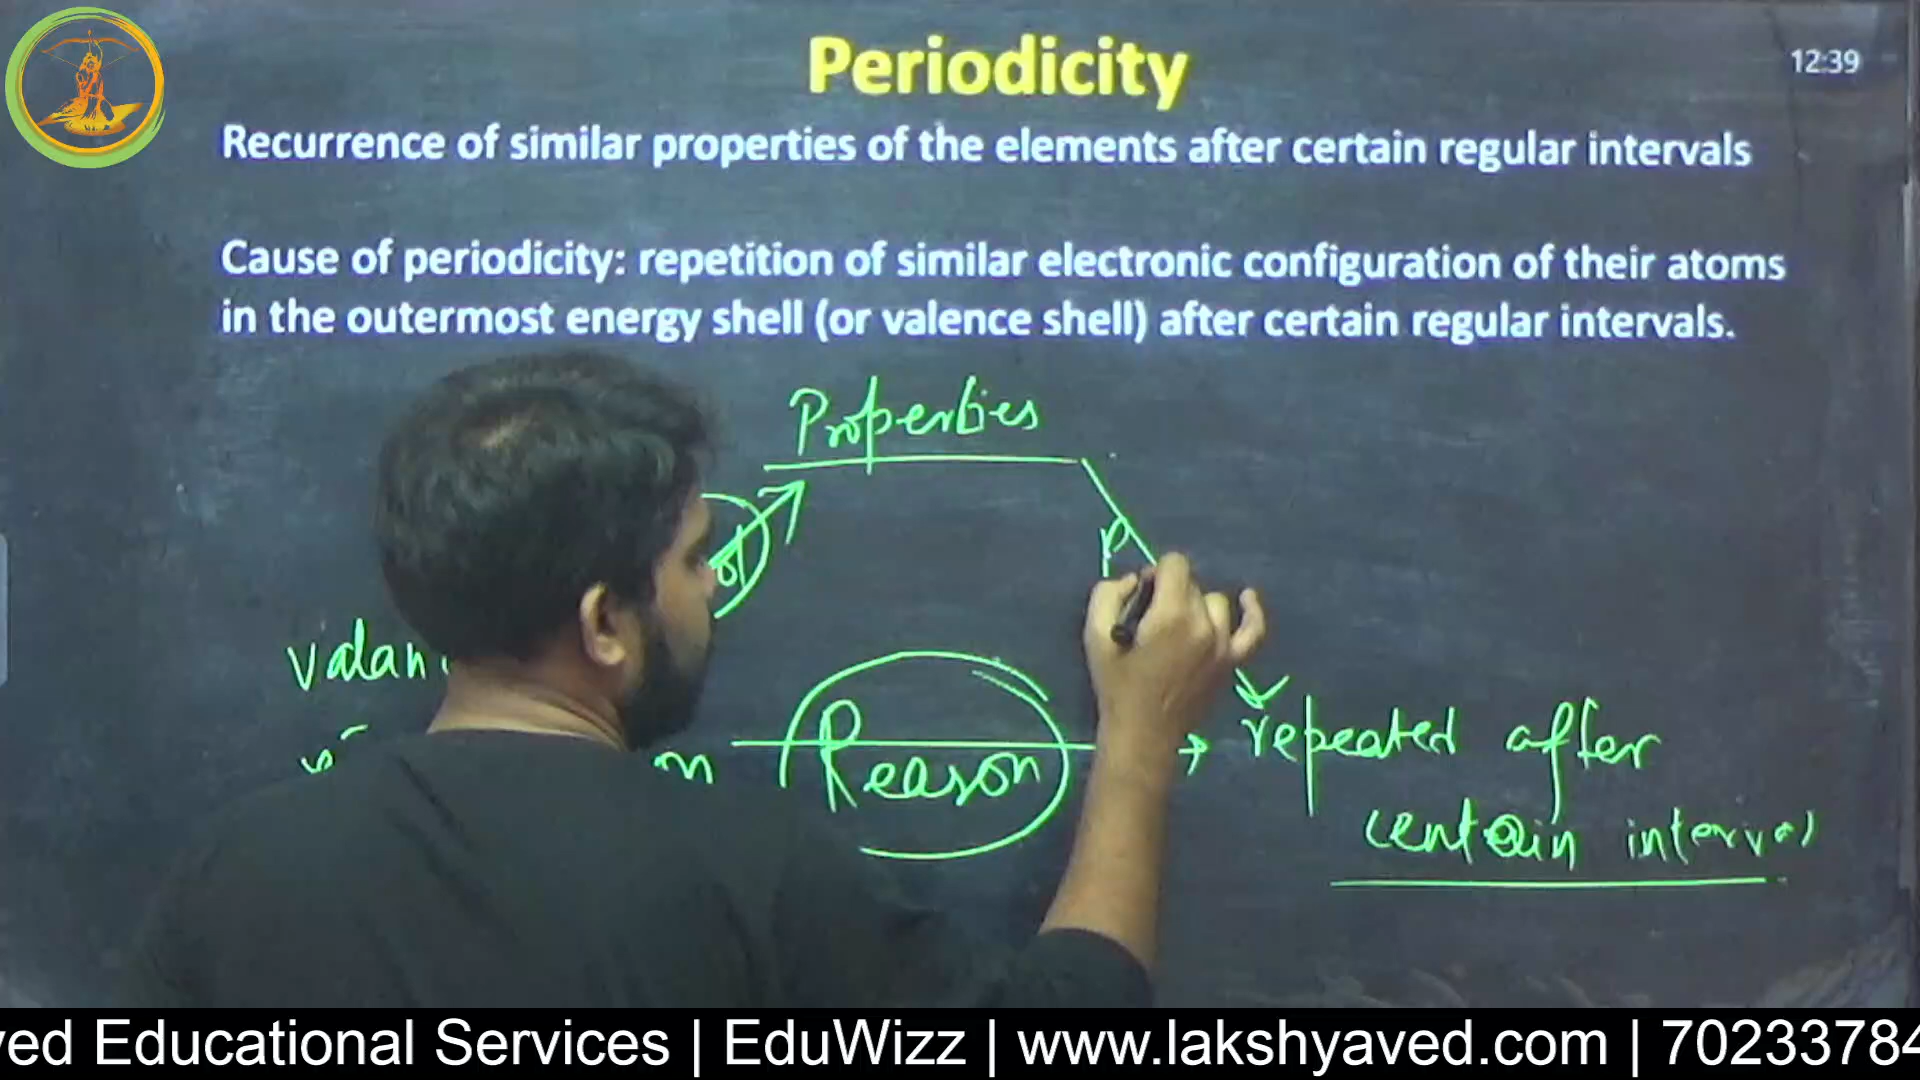 Periodicity
12:39
Recurrence of similar properties of the elements after certain regular intervals
Cause of periodicity: repetition of similar electronic configuration of their atoms
in the outermost energy shell (or valence shell) after certain regular intervals.
Properties
Reason
repeated after
certain interval
ved Educational Services | EduWizz | www.lakshyaved.com | 70233784